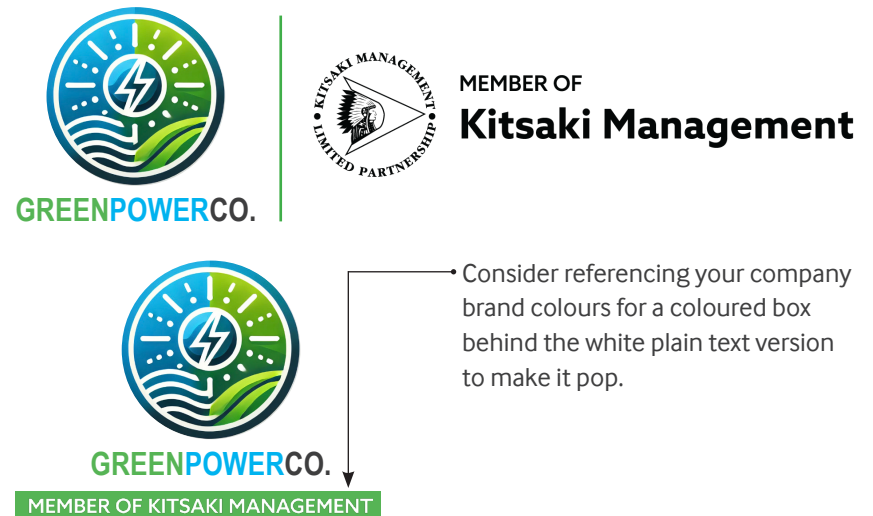 GREENPOWERCO.
• KITSAKI MANAGEMENT •
LIMITED PARTNERSHIP
MEMBER OF
Kitsaki Management
GREENPOWERCO.
MEMBER OF KITSAKI MANAGEMENT
Consider referencing your company
brand colours for a coloured box
behind the white plain text version
to make it pop.